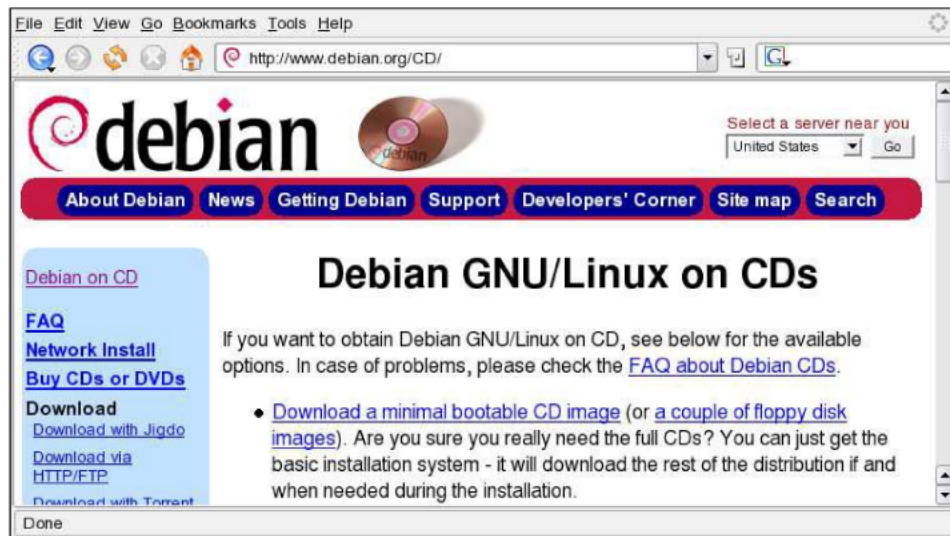 File Edit View Go Bookmarks Tools Help
http://www.debian.org/CD/
G
debian
debian
Select a server near you
United States Go
About Debian News Getting Debian Support Developers' Corner Site map Search
Debian on CD
FAQ
Network Install
Buy CDs or DVDs
Download
Download with Jigdo
Download via
HTTP/FTP
Download with Torrent
Debian GNU/Linux on CDs
If you want to obtain Debian GNU/Linux on CD, see below for the available
options. In case of problems, please check the FAQ about Debian CDs.
Download a minimal bootable CD image (or a couple of floppy disk
images). Are you sure you really need the full CDs? You can just get the
basic installation system - it will download the rest of the distribution if and
when needed during the installation.
Done